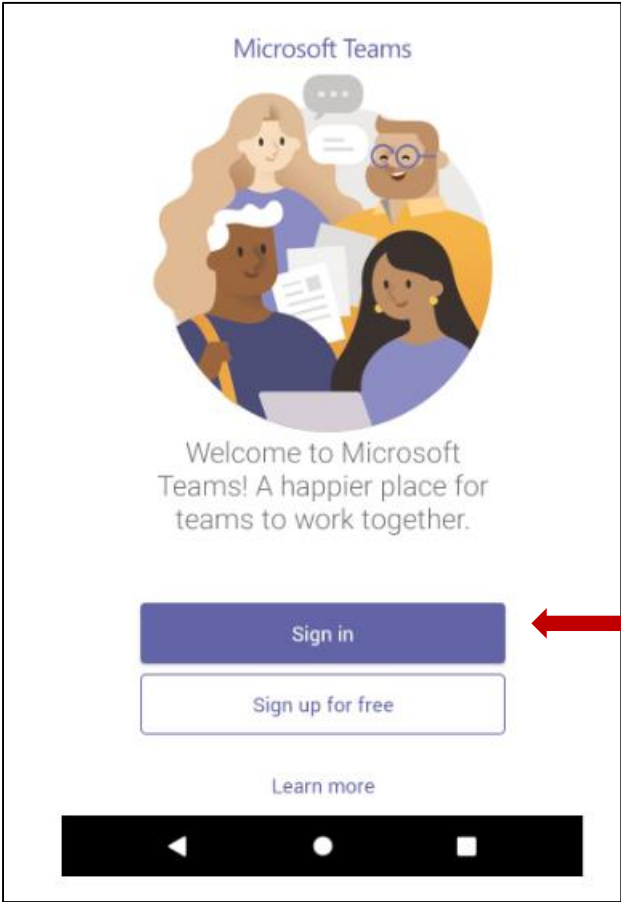 Microsoft Teams
Welcome to Microsoft
Teams! A happier place for
teams to work together.
Sign in
Sign up for free
Learn more